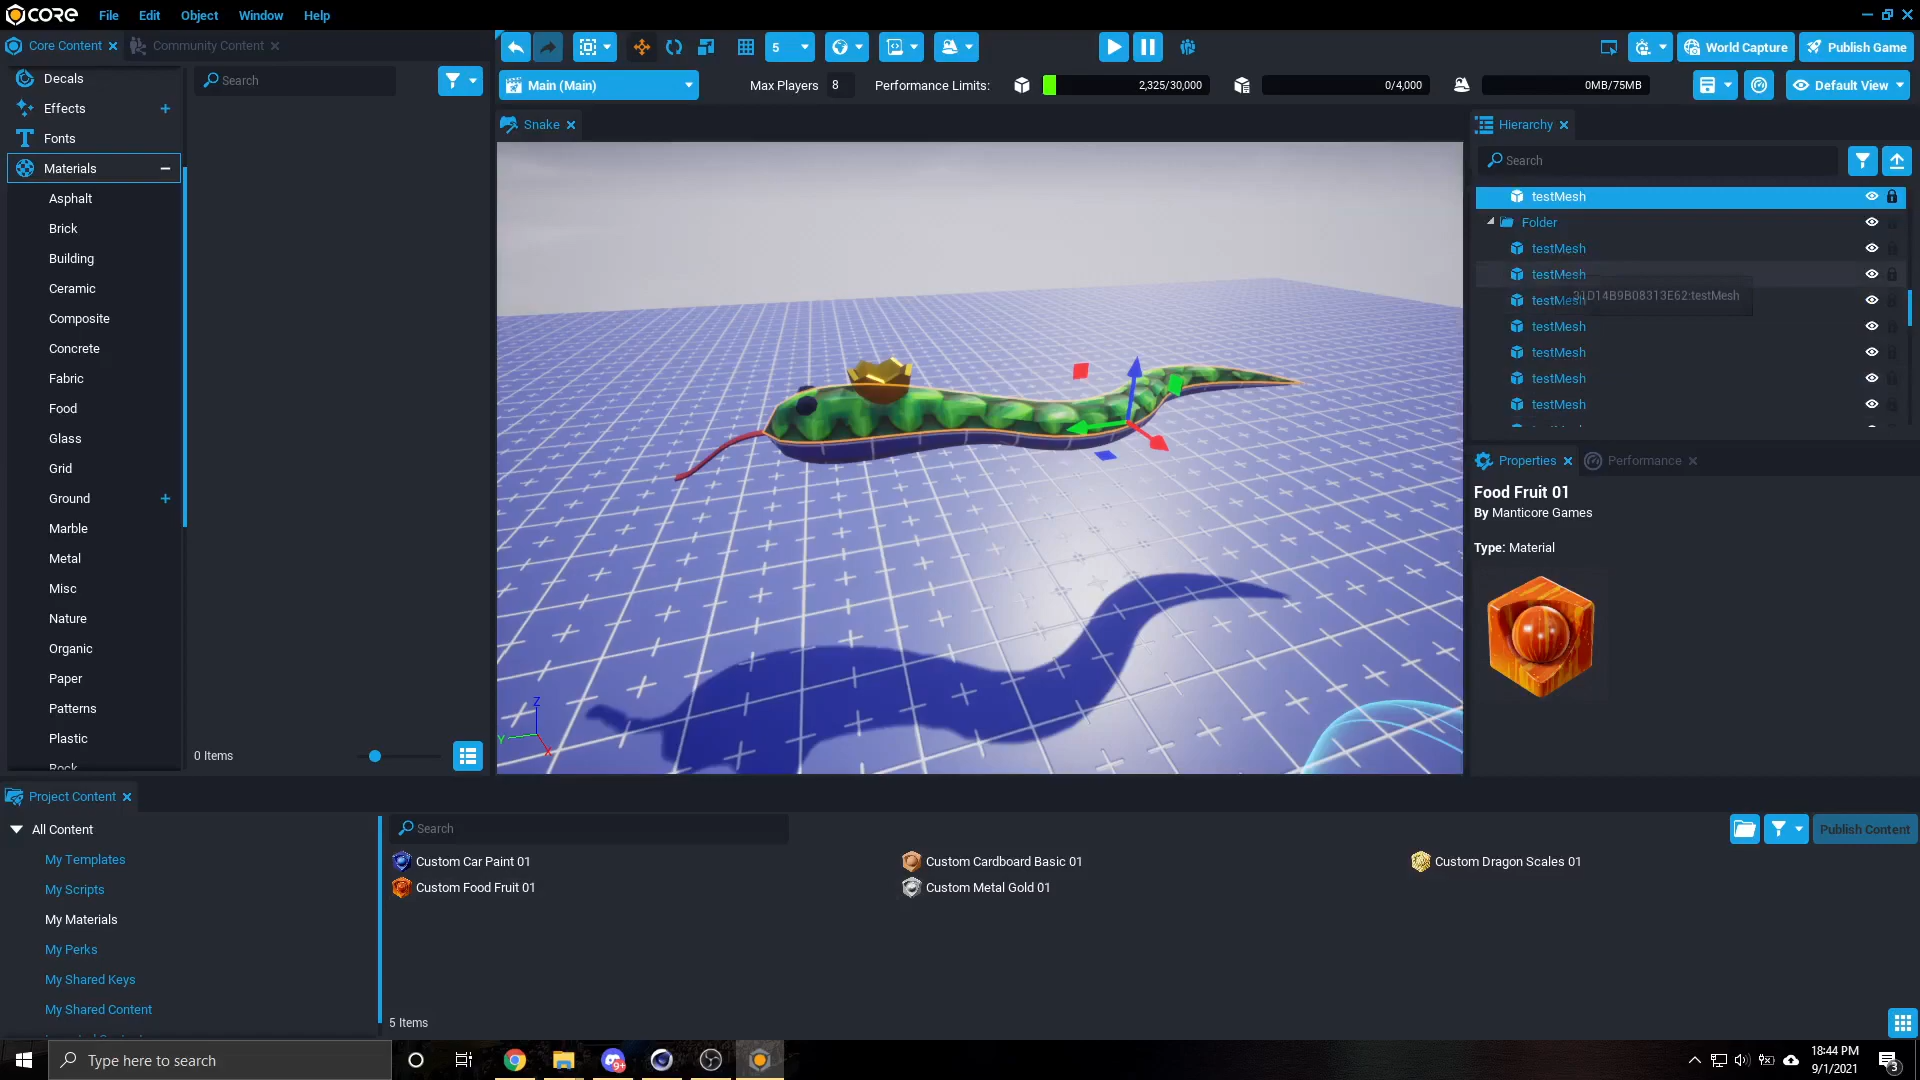 CORE
File
Edit
Object
Window
Help
Core Content
Community Content
Decals
Effects
Fonts
Materials
Asphalt
Brick
Building
Ceramic
Composite
Concrete
Fabric
Food
Glass
Grid
Ground
Marble
Metal
Misc
Nature
Organic
Paper
Patterns
Plastic
Rock
Search
0 Items
5
World Capture
Publish Game
Main (Main)
Max Players 8
Performance Limits:
2,325/30,000
0/4,000
0MB/75MB
Default View
Snake
Z
Y
X
Hierarchy
Search
testMesh
Folder
testMesh
testMesh
testMesh
31D14B9B08313E62:testMesh
testMesh
testMesh
testMesh
testMesh
Properties
Performance
Food Fruit 01
By Manticore Games
Type: Material
Project Content
All Content
My Templates
My Scripts
My Materials
My Perks
My Shared Keys
My Shared Content
Search
Publish Content
Custom Car Paint 01
Custom Cardboard Basic 01
Custom Dragon Scales 01
Custom Food Fruit 01
Custom Metal Gold 01
5 Items
Type here to search
9+
18:44 PM
9/1/2021
3